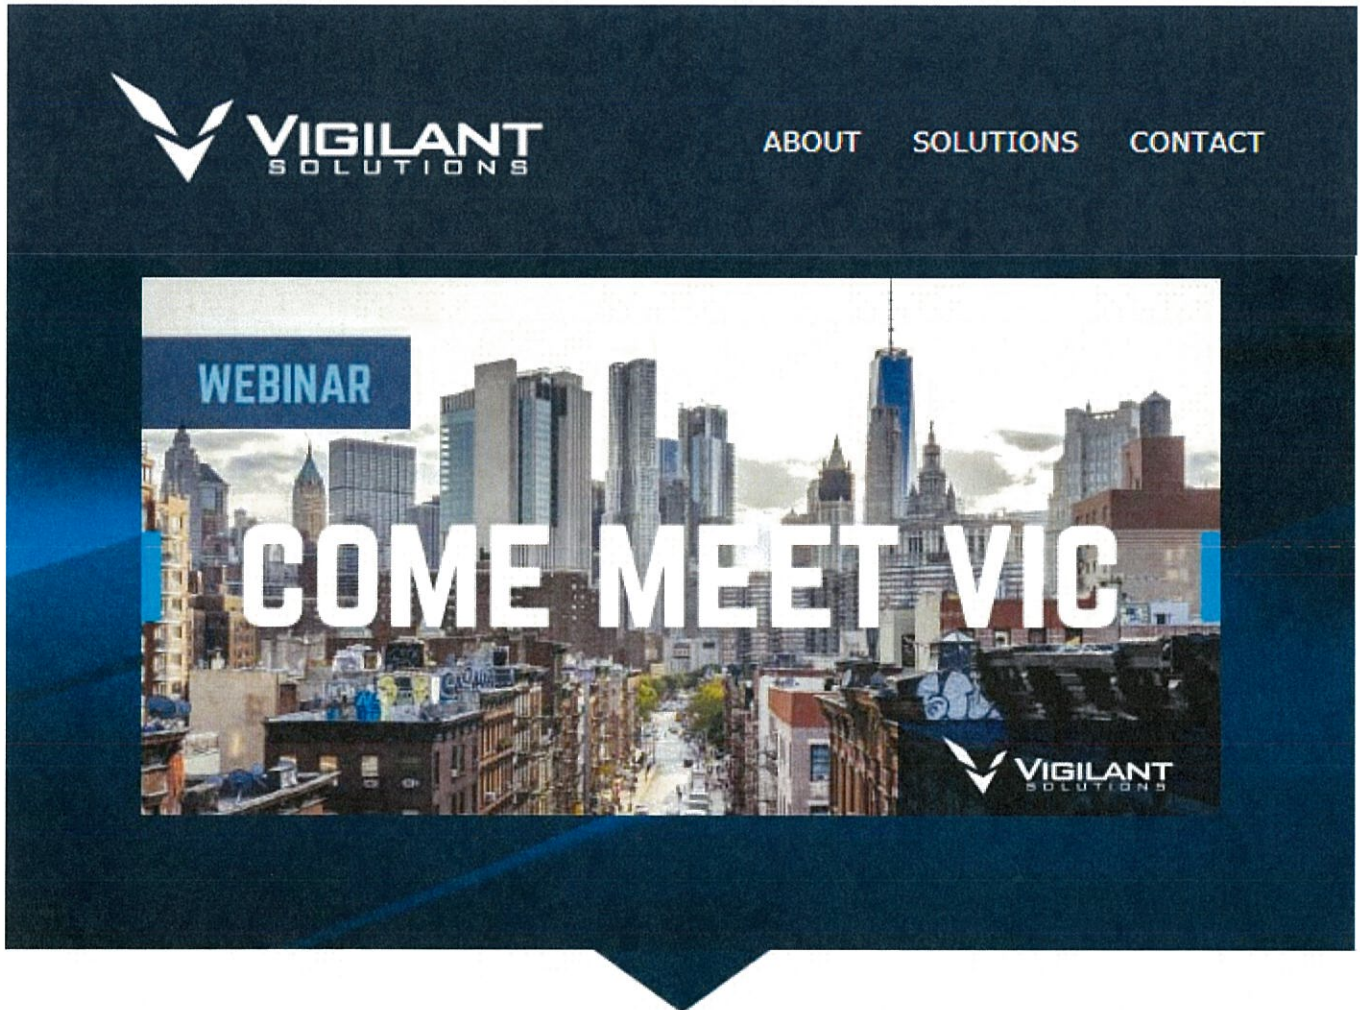 VIGILANT
SOLUTIONS
ABOUT SOLUTIONS CONTACT
WEBINAR
COME MEET VIC
VIGILANT
SOLUTIONS